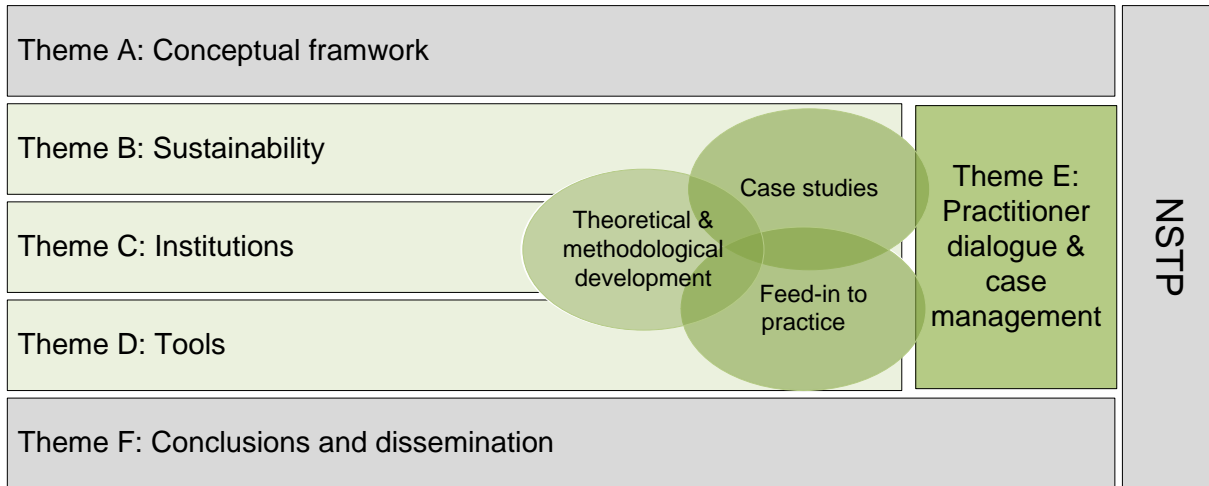 Theme A: Conceptual framwork
Theme B: Sustainability
Theme C: Institutions
Theme D: Tools
Theme F: Conclusions and dissemination
Theoretical &
methodological
development
Case studies
Feed-in to
practice
Theme E:
Practitioner
dialogue &
case
management
NSTP